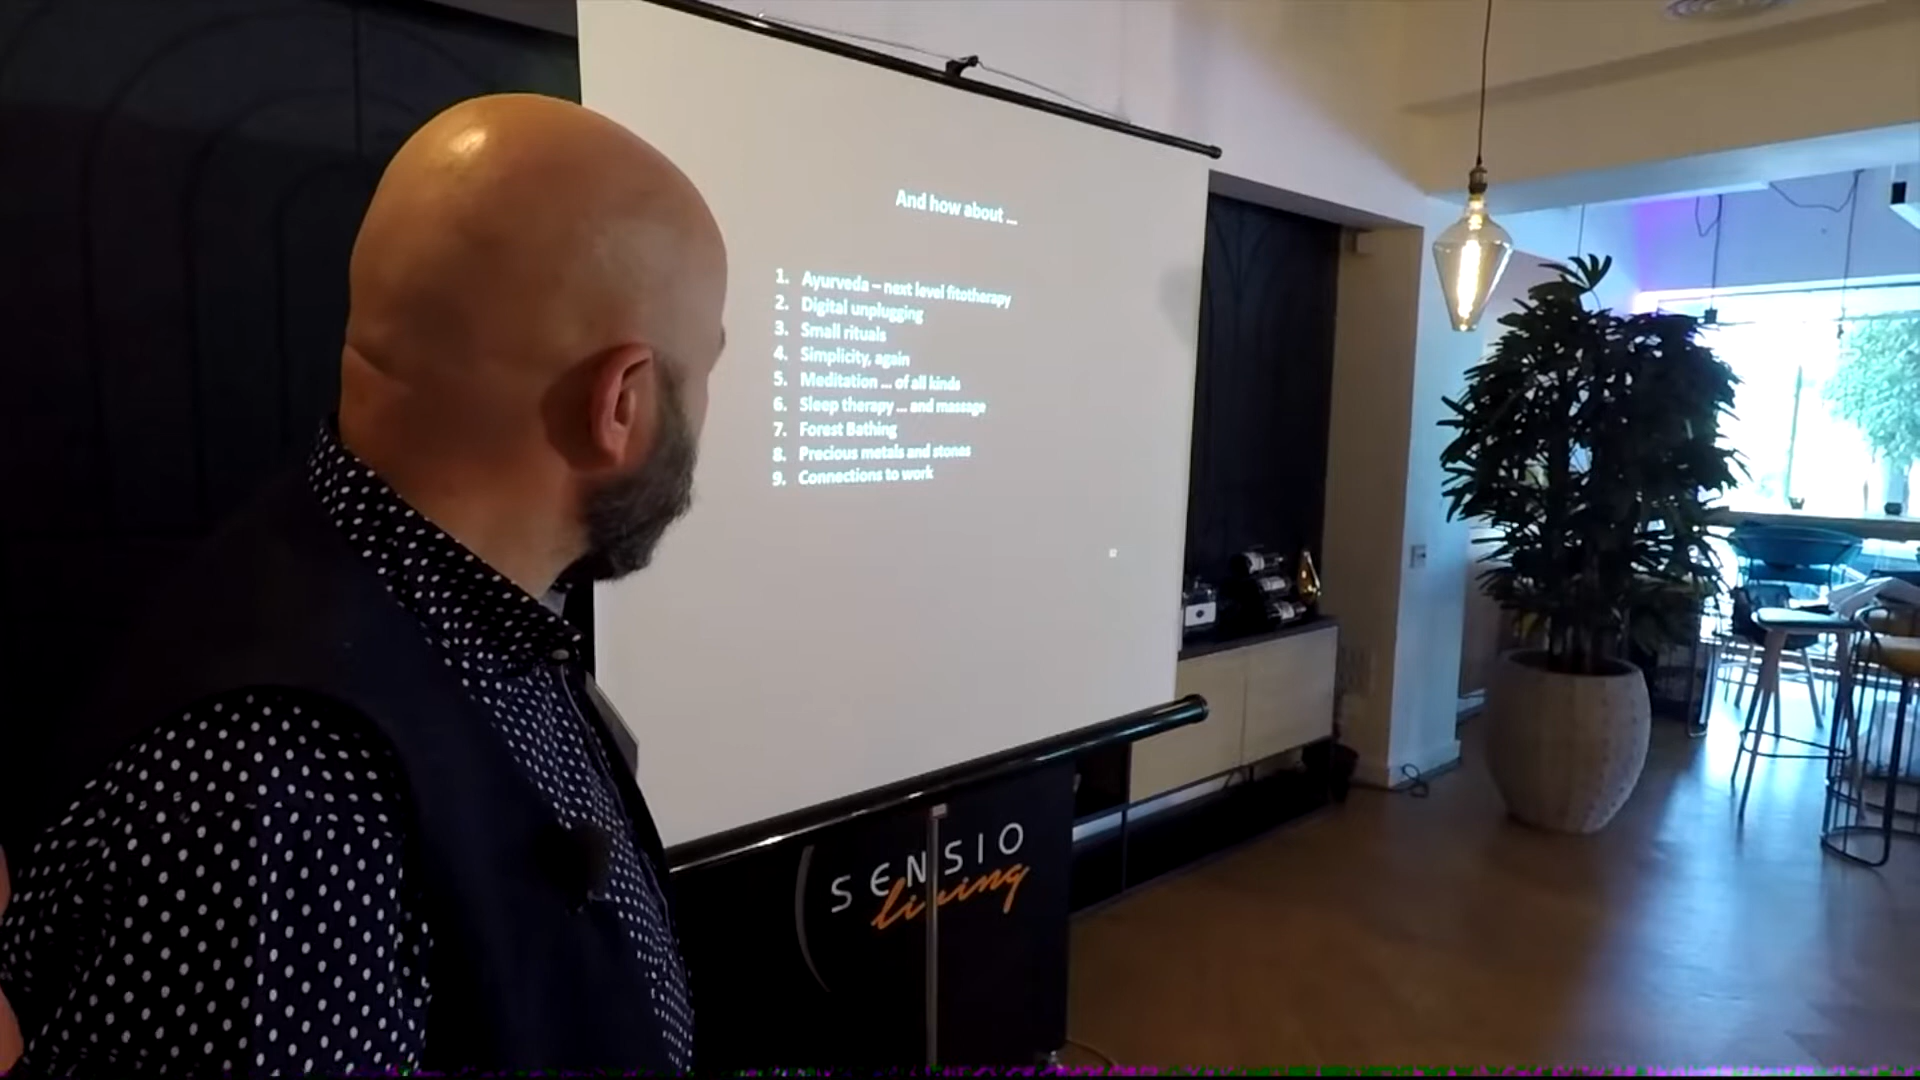 And how about ...
1. Ayurveda – next level fitotherapy
2. Digital unplugging
3. Small rituals
4. Simplicity, again
5. Meditation ... of all kinds
6. Sleep therapy ... and massage
7. Forest Bathing
8. Precious metals and stones
9. Connections to work
SENSIO
living